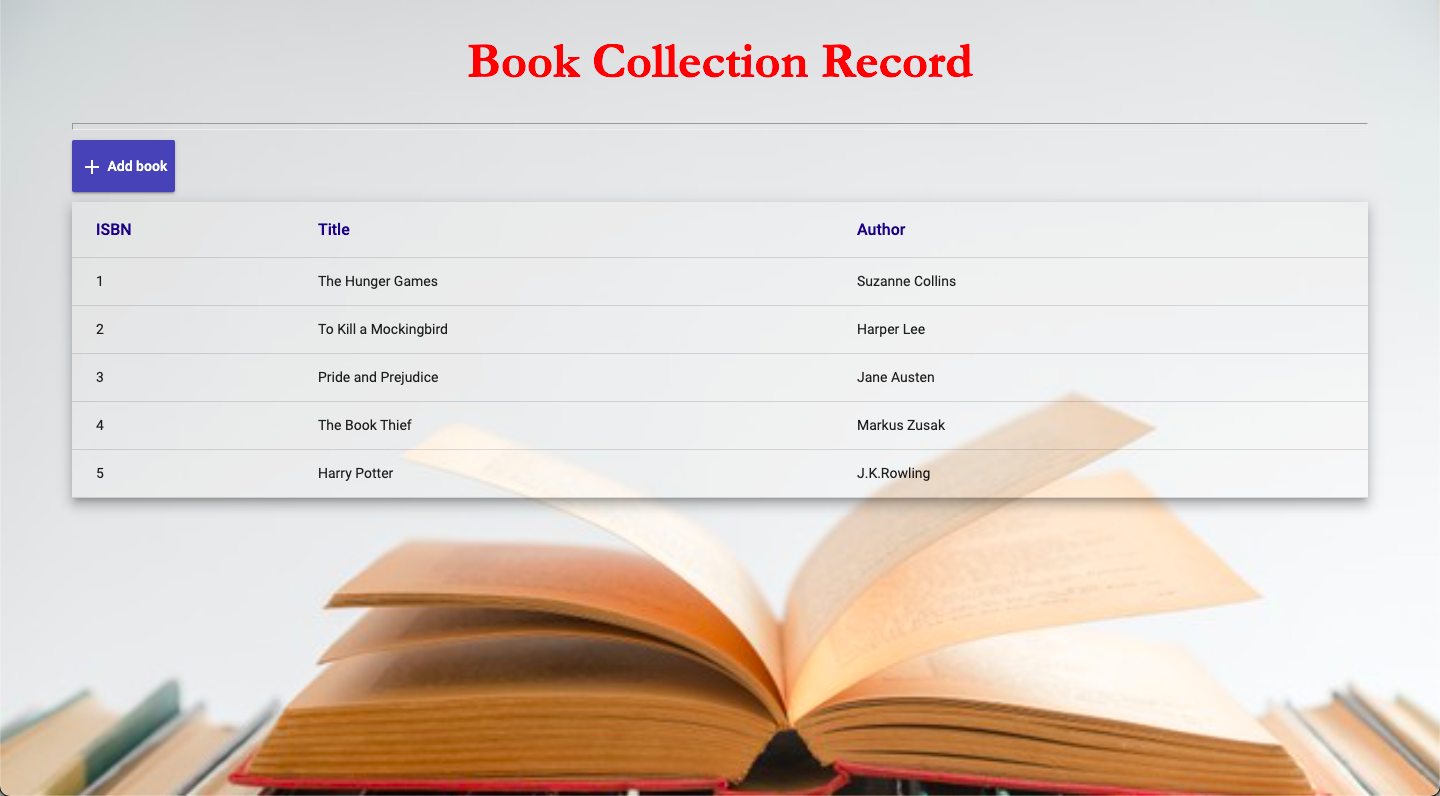 Book Collection Record
Add book
ISBN Title Author
1 The Hunger Games Suzanne Collins
2 To Kill a Mockingbird Harper Lee
3 Pride and Prejudice Jane Austen
4 The Book Thief Markus Zusak
5 Harry Potter J.K.Rowling